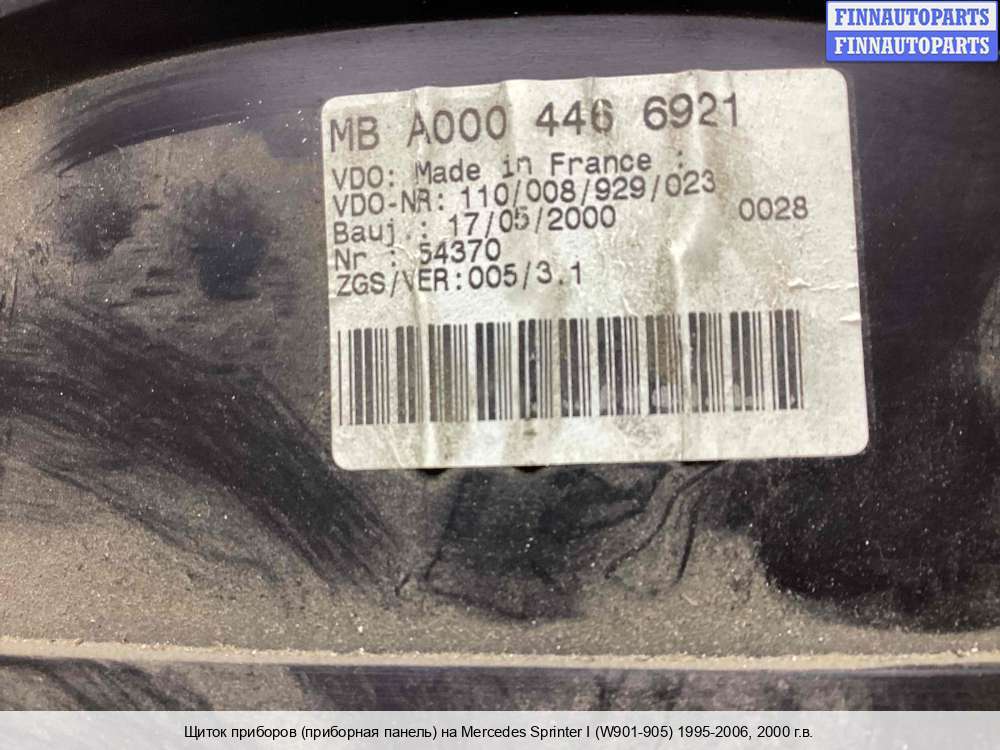 FINNAUTOPARTS
FINNAUTOPARTS
MB A000 446 6921
VDO: Made in France :
VDO-NR: 110/008/929/023
Bauj.: 17/05/2000 0028
Nr : 54370
ZGS/VER:005/3.1
Щиток приборов (приборная панель) на Mercedes Sprinter I (W901-905) 1995-2006, 2000 г.в.